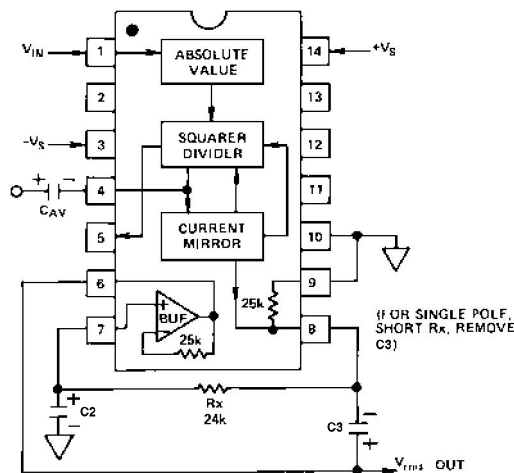 VIN
1
ABSOLUTE
VALUE
14
+VS
2
13
-VS
3
SQUARER
DIVIDER
12
+ -
CAV
4
11
5
CURRENT
MIRROR
10
6
9
25k
7
+
BUF
-
25k
8
(FOR SINGLE POLE,
SHORT Rx, REMOVE
C3)
+
C2
-
Rx
24k
-
C3
+
Vrms OUT